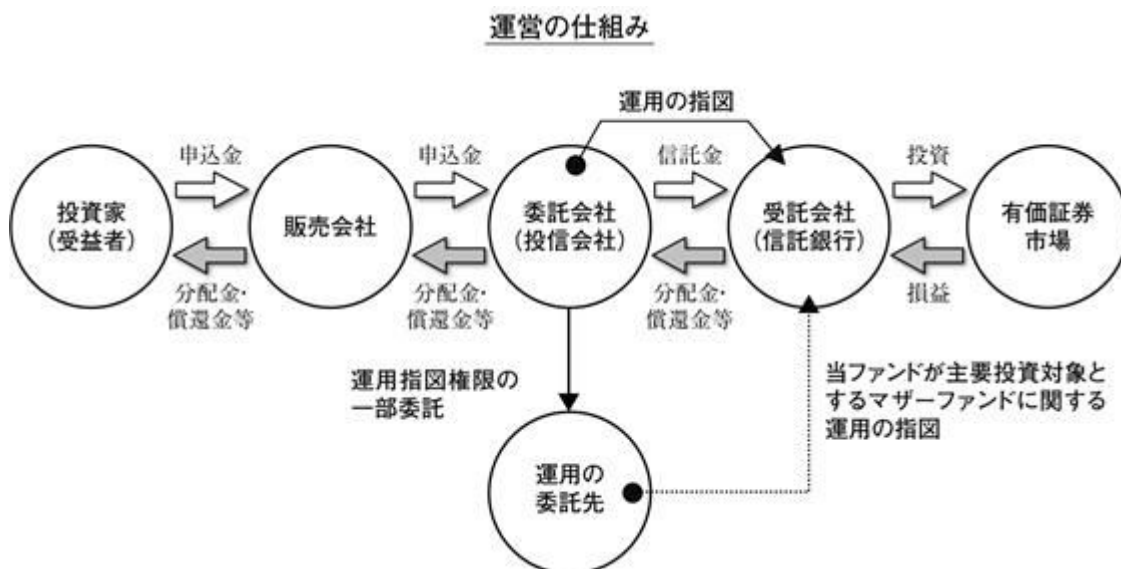 運営の仕組み
運用の指図
申込金
申込金
信託金
投資
投資家
(受益者)
販売会社
委託会社
(投信会社)
受託会社
(信託銀行)
有価証券
市場
分配金・
償還金等
分配金・
償還金等
分配金・
償還金等
損益
運用指図権限の
一部委託
当ファンドが主要投資対象と
するマザーファンドに関する
運用の指図
運用の
委託先